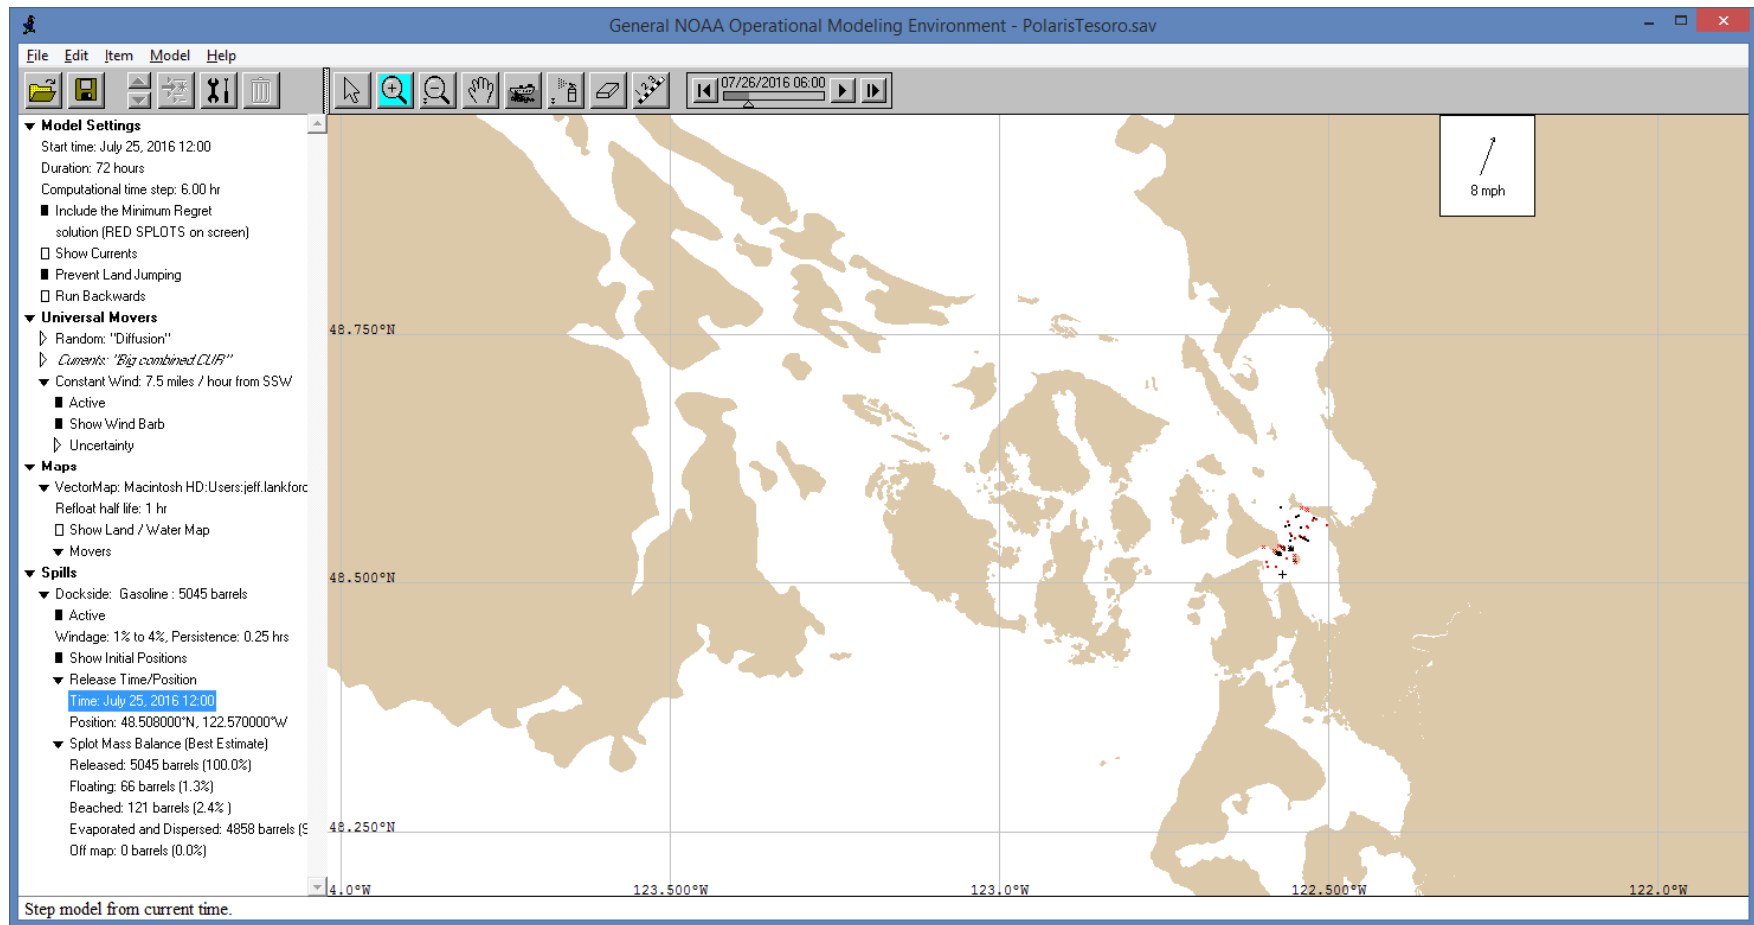 General NOAA Operational Modeling Environment - PolarisTesoro.sav
File Edit Item Model Help
07/26/2016 06:00
Model Settings
Start time: July 25, 2016 12:00
Duration: 72 hours
Computational time step: 6.00 hr
Include the Minimum Regret
solution (RED SPLOTS on screen)
Show Currents
Prevent Land Jumping
Run Backwards
Universal Movers
Random: "Diffusion"
Currents: "Big combined.CUR"
Constant Wind: 7.5 miles / hour from SSW
Active
Show Wind Barb
Uncertainty
Maps
VectorMap: Macintosh HD:Users:jeff.lankford
Refloat half life: 1 hr
Show Land / Water Map
Movers
Spills
Dockside: Gasoline : 5045 barrels
Active
Windage: 1% to 4%, Persistence: 0.25 hrs
Show Initial Positions
Release Time/Position
Time: July 25, 2016 12:00
Position: 48.508000°N, 122.570000°W
Splot Mass Balance (Best Estimate)
Released: 5045 barrels (100.0%)
Floating: 66 barrels (1.3%)
Beached: 121 barrels (2.4% )
Evaporated and Dispersed: 4858 barrels (9
Off map: 0 barrels (0.0%)
8 mph
48.750°N
48.500°N
48.250°N
4.0°W 123.500°W 123.0°W 122.500°W 122.0°W
Step model from current time.